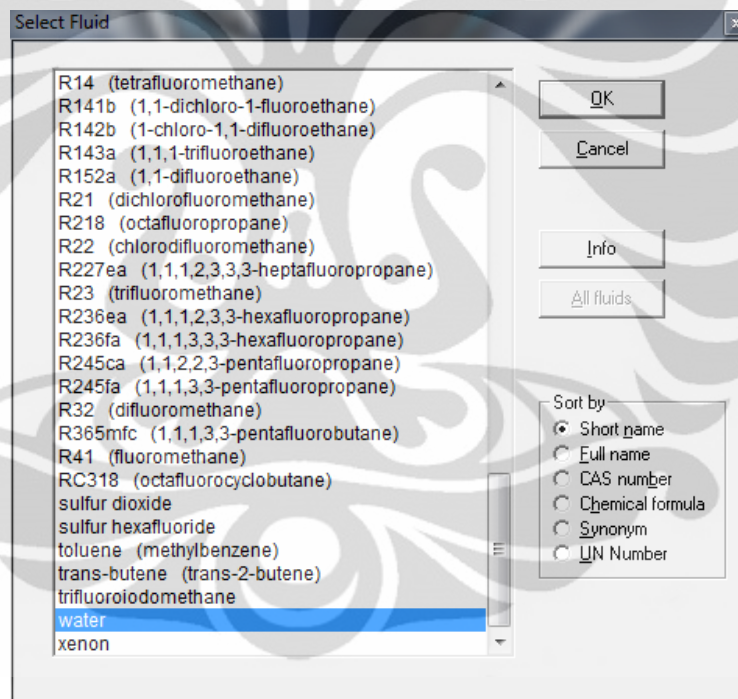 Select Fluid
R14 (tetrafluoromethane)
R141b (1,1-dichloro-1-fluoroethane)
R142b (1-chloro-1,1-difluoroethane)
R143a (1,1,1-trifluoroethane)
R152a (1,1-difluoroethane)
R21 (dichlorofluoromethane)
R218 (octafluoropropane)
R22 (chlorodifluoromethane)
R227ea (1,1,1,2,3,3,3-heptafluoropropane)
R23 (trifluoromethane)
R236ea (1,1,1,2,3,3-hexafluoropropane)
R236fa (1,1,1,3,3,3-hexafluoropropane)
R245ca (1,1,2,2,3-pentafluoropropane)
R245fa (1,1,1,3,3-pentafluoropropane)
R32 (difluoromethane)
R365mfc (1,1,1,3,3-pentafluorobutane)
R41 (fluoromethane)
RC318 (octafluorocyclobutane)
sulfur dioxide
sulfur hexafluoride
toluene (methylbenzene)
trans-butene (trans-2-butene)
trifluoroiodomethane
water
xenon
OK
Cancel
Info
All fluids
Sort by
Short name
Full name
CAS number
Chemical formula
Synonym
UN Number